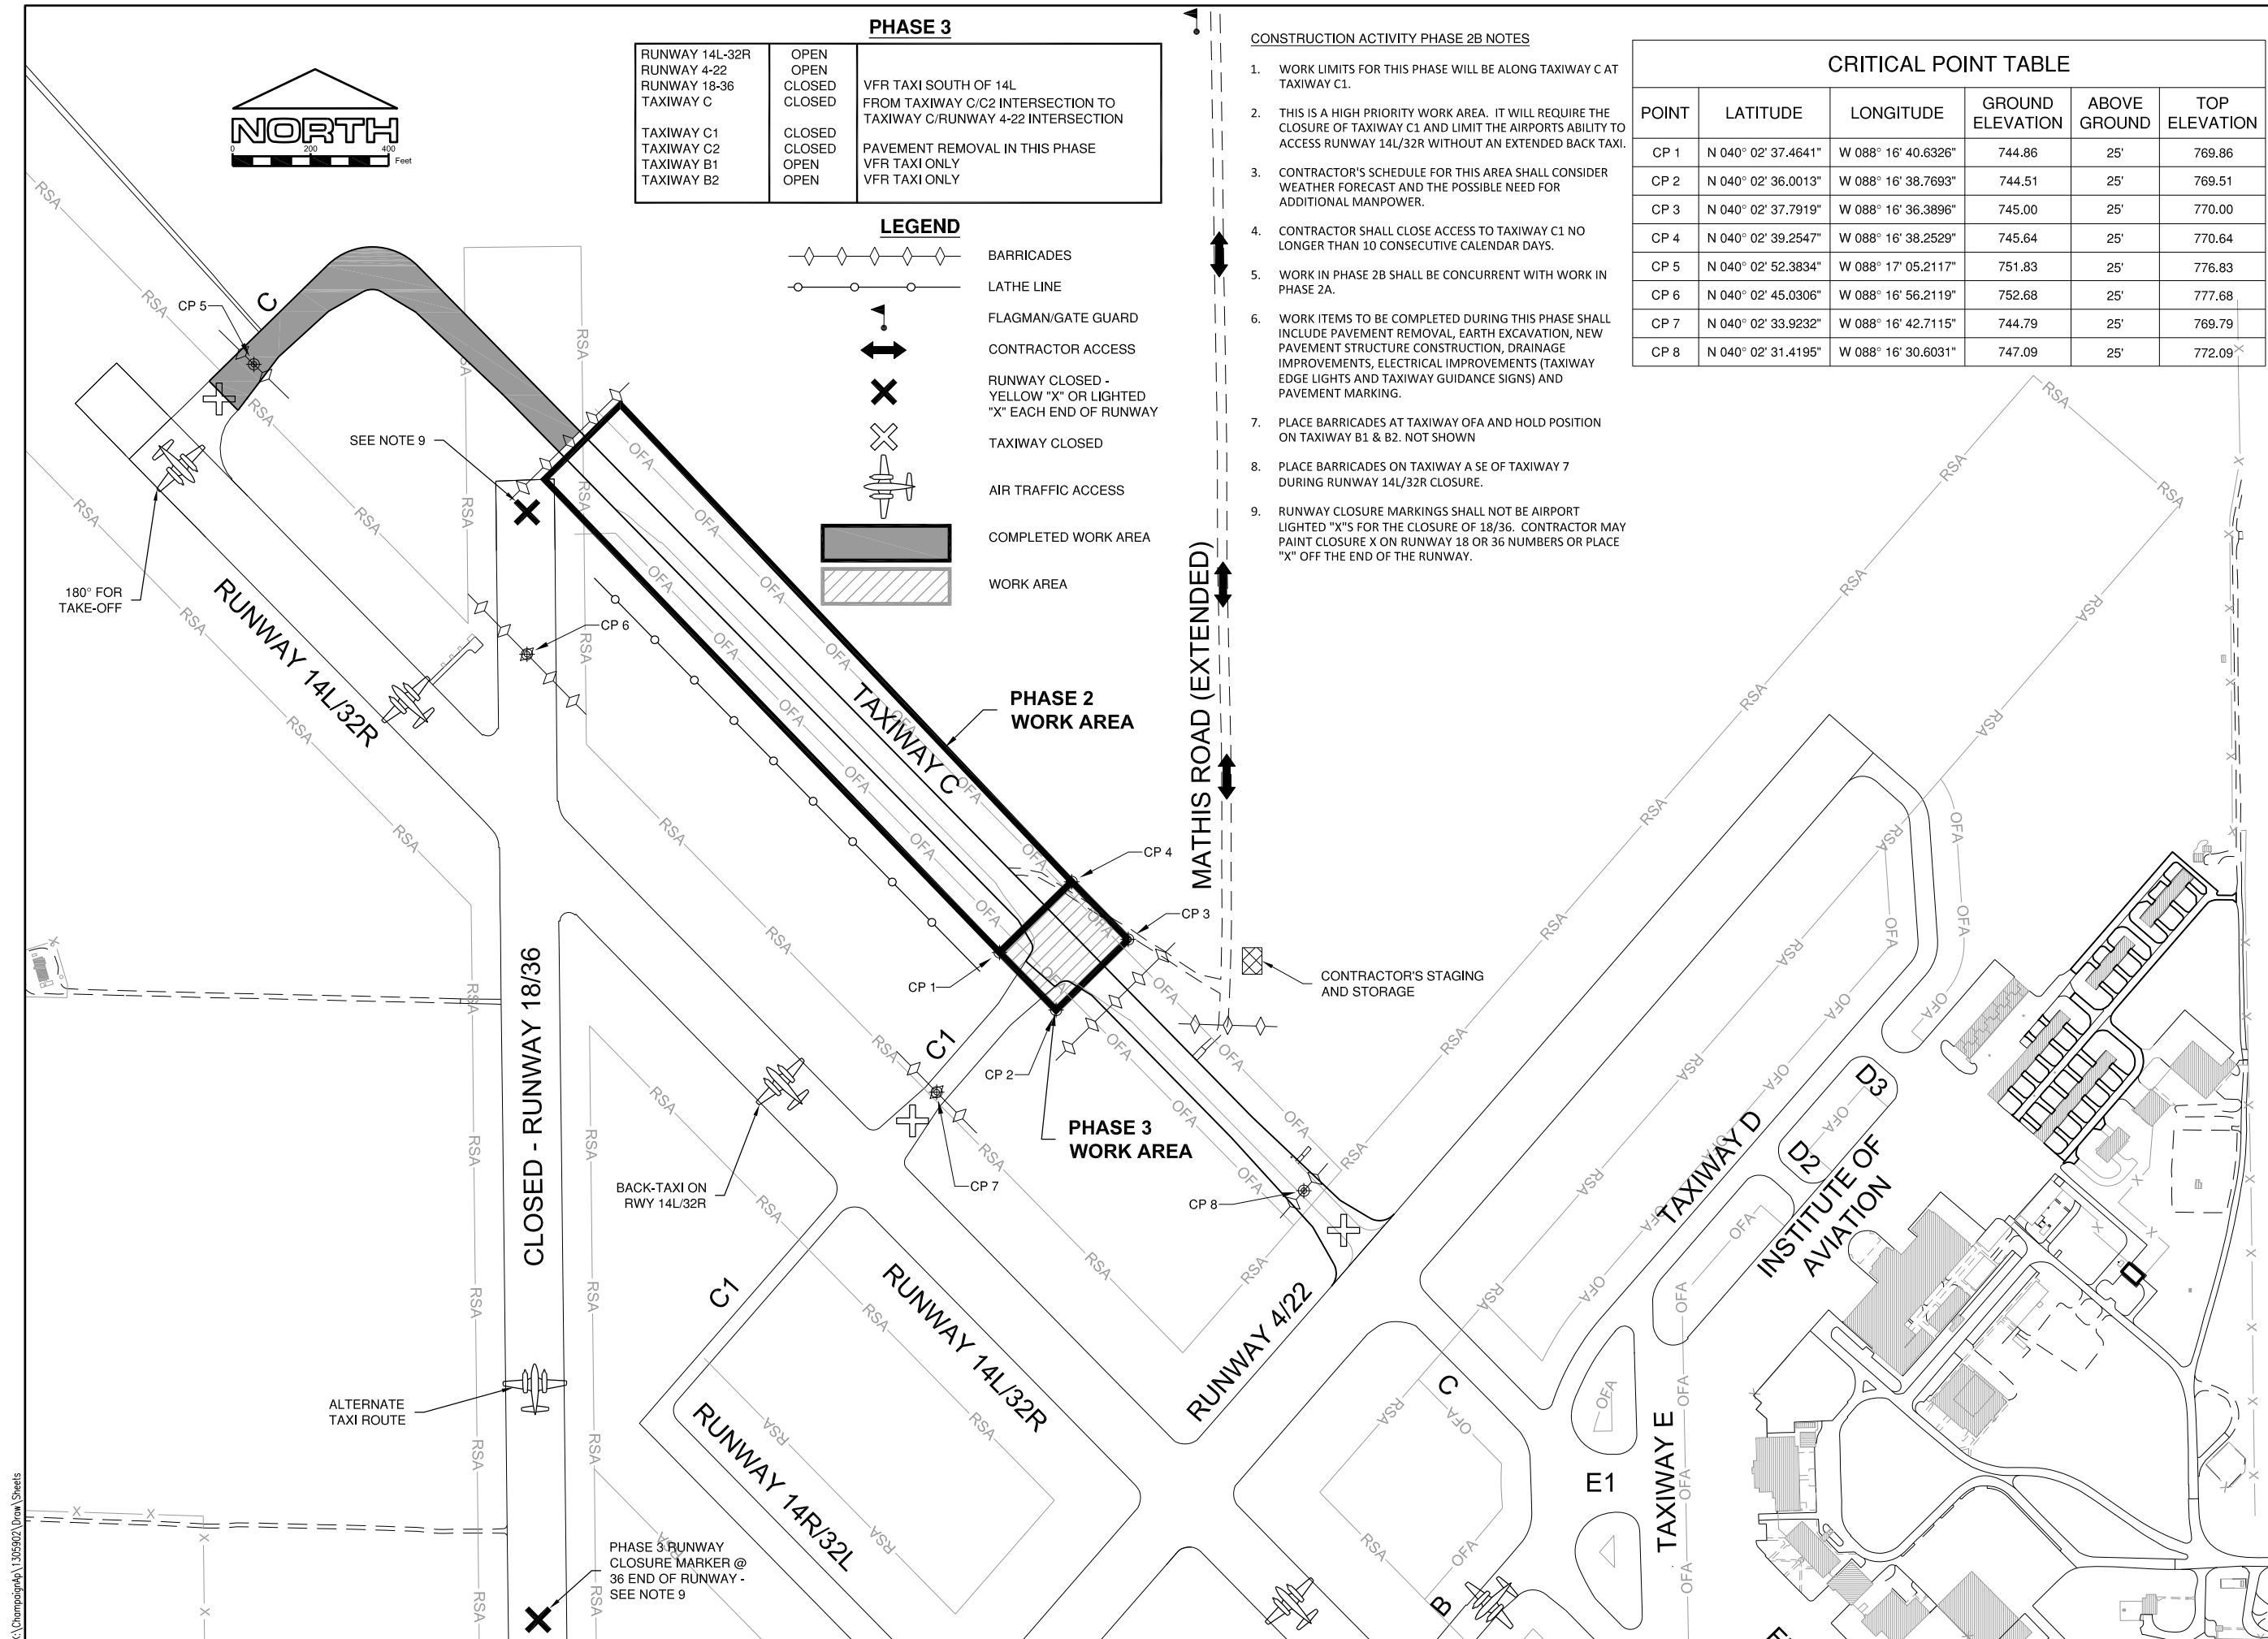 PHASE 3
RUNWAY 14L-32R OPEN
RUNWAY 4-22 OPEN
RUNWAY 18-36 CLOSED VFR TAXI SOUTH OF 14L
TAXIWAY C CLOSED FROM TAXIWAY C/C2 INTERSECTION TO
TAXIWAY C/RUNWAY 4-22 INTERSECTION
TAXIWAY C1 CLOSED
TAXIWAY C2 CLOSED PAVEMENT REMOVAL IN THIS PHASE
TAXIWAY B1 OPEN VFR TAXI ONLY
TAXIWAY B2 OPEN VFR TAXI ONLY
NORTH
0 200 400
Feet
LEGEND
BARRICADES
LATHE LINE
FLAGMAN/GATE GUARD
CONTRACTOR ACCESS
RUNWAY CLOSED -
YELLOW "X" OR LIGHTED
"X" EACH END OF RUNWAY
TAXIWAY CLOSED
AIR TRAFFIC ACCESS
COMPLETED WORK AREA
WORK AREA
CONSTRUCTION ACTIVITY PHASE 2B NOTES
1. WORK LIMITS FOR THIS PHASE WILL BE ALONG TAXIWAY C AT
TAXIWAY C1.
2. THIS IS A HIGH PRIORITY WORK AREA. IT WILL REQUIRE THE
CLOSURE OF TAXIWAY C1 AND LIMIT THE AIRPORTS ABILITY TO
ACCESS RUNWAY 14L/32R WITHOUT AN EXTENDED BACK TAXI.
3. CONTRACTOR'S SCHEDULE FOR THIS AREA SHALL CONSIDER
WEATHER FORECAST AND THE POSSIBLE NEED FOR
ADDITIONAL MANPOWER.
4. CONTRACTOR SHALL CLOSE ACCESS TO TAXIWAY C1 NO
LONGER THAN 10 CONSECUTIVE CALENDAR DAYS.
5. WORK IN PHASE 2B SHALL BE CONCURRENT WITH WORK IN
PHASE 2A.
6. WORK ITEMS TO BE COMPLETED DURING THIS PHASE SHALL
INCLUDE PAVEMENT REMOVAL, EARTH EXCAVATION, NEW
PAVEMENT STRUCTURE CONSTRUCTION, DRAINAGE
IMPROVEMENTS, ELECTRICAL IMPROVEMENTS (TAXIWAY
EDGE LIGHTS AND TAXIWAY GUIDANCE SIGNS) AND
PAVEMENT MARKING.
7. PLACE BARRICADES AT TAXIWAY OFA AND HOLD POSITION
ON TAXIWAY B1 & B2. NOT SHOWN
8. PLACE BARRICADES ON TAXIWAY A SE OF TAXIWAY 7
DURING RUNWAY 14L/32R CLOSURE.
9. RUNWAY CLOSURE MARKINGS SHALL NOT BE AIRPORT
LIGHTED "X"S FOR THE CLOSURE OF 18/36. CONTRACTOR MAY
PAINT CLOSURE X ON RUNWAY 18 OR 36 NUMBERS OR PLACE
"X" OFF THE END OF THE RUNWAY.
CRITICAL POINT TABLE
POINT LATITUDE LONGITUDE GROUND ELEVATION ABOVE GROUND TOP ELEVATION
CP 1 N 040° 02' 37.4641" W 088° 16' 40.6326" 744.86 25' 769.86
CP 2 N 040° 02' 36.0013" W 088° 16' 38.7693" 744.51 25' 769.51
CP 3 N 040° 02' 37.7919" W 088° 16' 36.3896" 745.00 25' 770.00
CP 4 N 040° 02' 39.2547" W 088° 16' 38.2529" 745.64 25' 770.64
CP 5 N 040° 02' 52.3834" W 088° 17' 05.2117" 751.83 25' 776.83
CP 6 N 040° 02' 45.0306" W 088° 16' 56.2119" 752.68 25' 777.68
CP 7 N 040° 02' 33.9232" W 088° 16' 42.7115" 744.79 25' 769.79
CP 8 N 040° 02' 31.4195" W 088° 16' 30.6031" 747.09 25' 772.09
CP 5
C
SEE NOTE 9
180° FOR
TAKE-OFF
RUNWAY 14L/32R
CP 6
PHASE 2
WORK AREA
TAXIWAY C
MATHIS ROAD (EXTENDED)
CP 4
CP 3
CP 1
CP 2
C1
CONTRACTOR'S STAGING
AND STORAGE
CLOSED - RUNWAY 18/36
BACK-TAXI ON
RWY 14L/32R
PHASE 3
WORK AREA
CP 7
CP 8
C1
RUNWAY 14L/32R
RUNWAY 4/22
RUNWAY 14R/32L
ALTERNATE
TAXI ROUTE
PHASE 3 RUNWAY
CLOSURE MARKER @
36 END OF RUNWAY -
SEE NOTE 9
TAXIWAY D
D3
D2
INSTITUTE OF
AVIATION
C
E1
TAXIWAY E
B
RSA
OFA